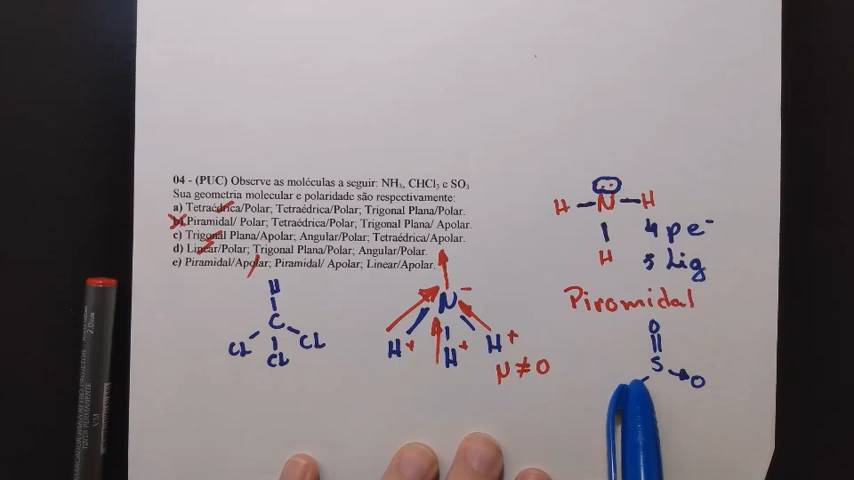 04 - (PUC) Observe as moléculas a seguir: NH₃, CHCl₃ e SO₃
Sua geometria molecular e polaridade são respectivamente:
a) Tetraédrica/Polar; Tetraédrica/Polar; Trigonal Plana/Polar.
b) Piramidal/ Polar; Tetraédrica/Polar; Trigonal Plana/ Apolar.
c) Trigonal Plana/Apolar; Angular/Polar; Tetraédrica/Apolar.
d) Linear/Polar; Trigonal Plana/Polar; Angular/Polar.
e) Piramidal/Apolar; Piramidal/ Apolar; Linear/Apolar.
H – N – H
H
4 p e⁻
3 Lig
Piramidal
H
C
CL CL CL
N −
H + H + H +
μ ≠ 0
O
S
O
2.0mm